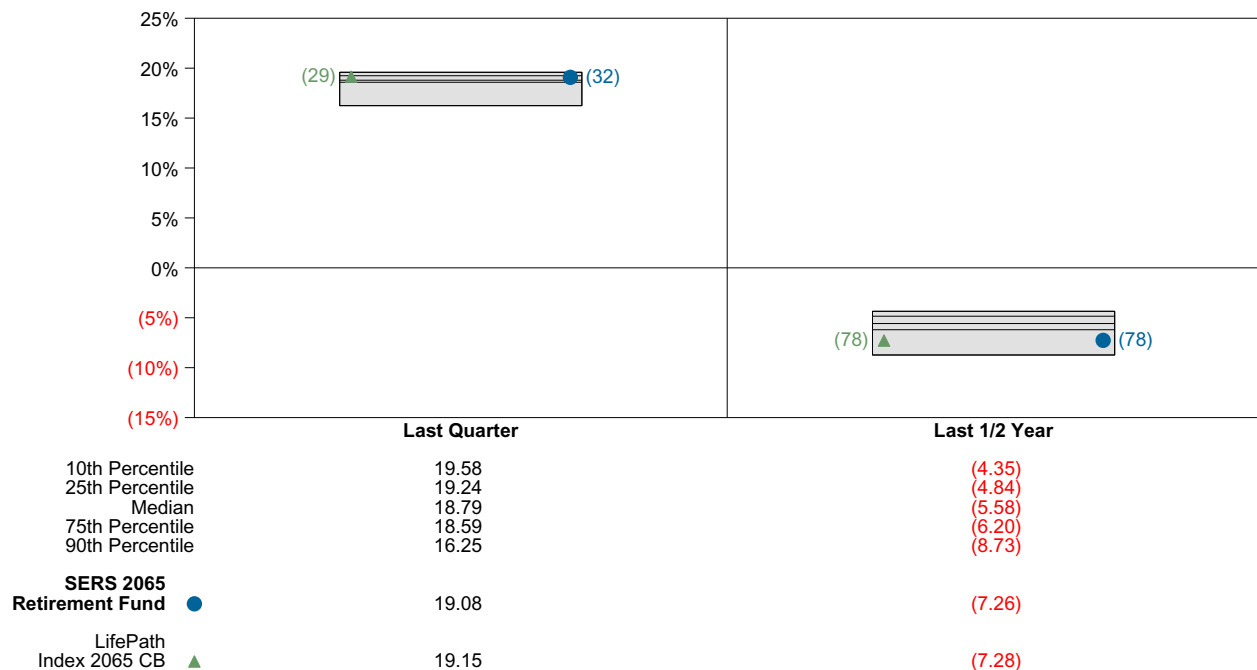 25%
20%
15%
10%
5%
0%
(5%)
(10%)
(15%)
(29) (32)
(78) (78)
Last Quarter Last 1/2 Year
10th Percentile 19.58 (4.35)
25th Percentile 19.24 (4.84)
Median 18.79 (5.58)
75th Percentile 18.59 (6.20)
90th Percentile 16.25 (8.73)
SERS 2065
Retirement Fund 19.08 (7.26)
LifePath
Index 2065 CB 19.15 (7.28)